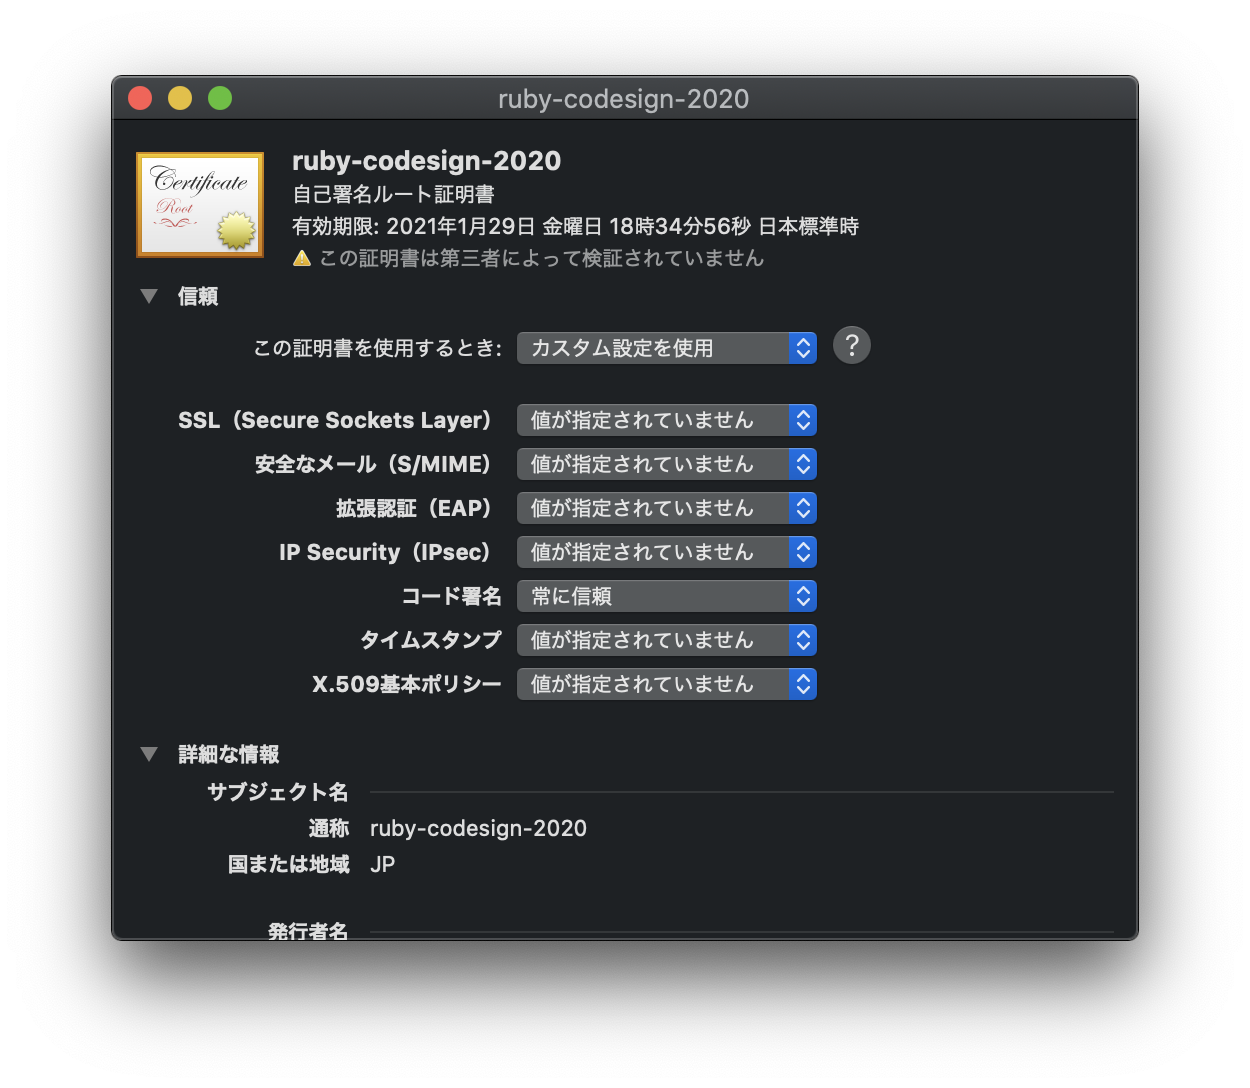 ruby-codesign-2020
Certificate
Root
ruby-codesign-2020
自己署名ルート証明書
有効期限: 2021年1月29日 金曜日 18時34分56秒 日本標準時
この証明書は第三者によって検証されていません
信頼
この証明書を使用するとき: カスタム設定を使用 ?
SSL（Secure Sockets Layer） 値が指定されていません
安全なメール（S/MIME） 値が指定されていません
拡張認証（EAP） 値が指定されていません
IP Security（IPsec） 値が指定されていません
コード署名 常に信頼
タイムスタンプ 値が指定されていません
X.509基本ポリシー 値が指定されていません
詳細な情報
サブジェクト名
通称 ruby-codesign-2020
国または地域 JP
発行者名